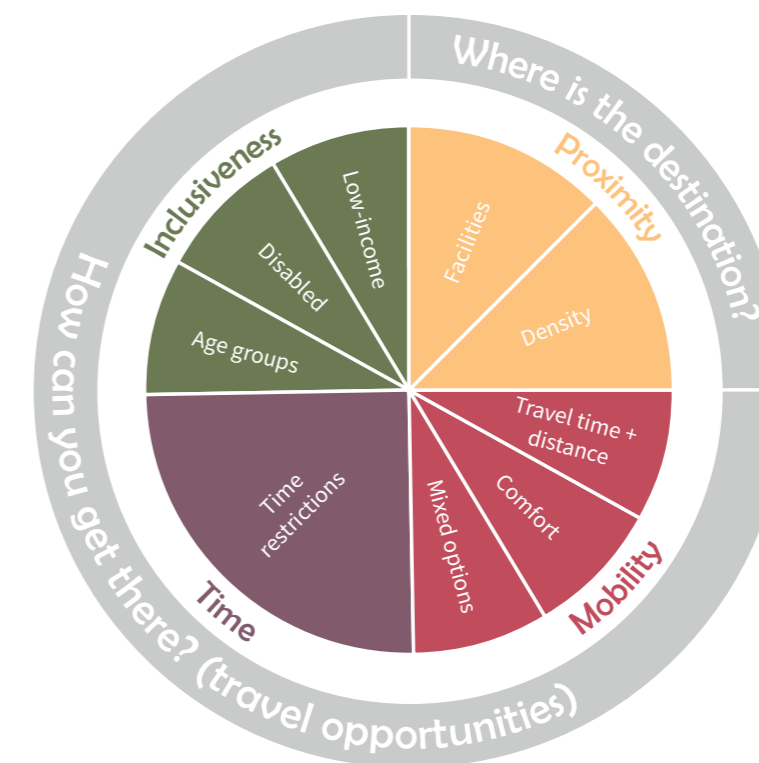 Where is the destination?
Proximity
Facilities
Density
Travel time +
distance
Comfort
Mixed options
Mobility
Time
restrictions
Time
Age groups
Disabled
Low-income
Inclusiveness
How can you get there? (travel opportunities)